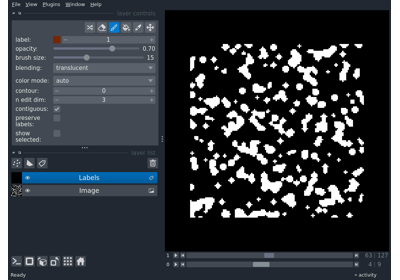 File View Plugins Window Help
layer controls
label: 1
opacity: 0.70
brush size: 15
blending: translucent
color mode: auto
contour: 0
n edit dim: 3
contiguous:
preserve
labels:
show
selected:
layer list
Labels
Image
1 63 127
0 4 9
Ready
activity